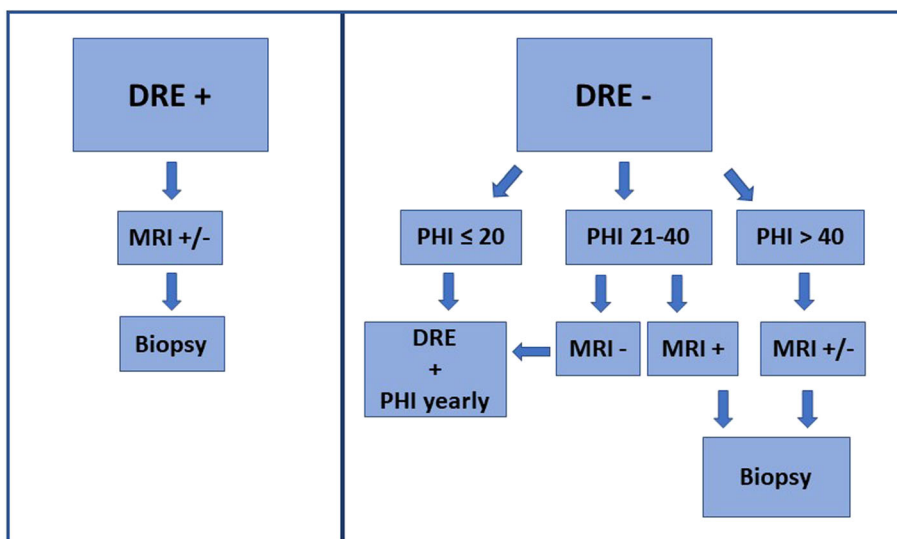 DRE +
MRI +/-
Biopsy
DRE -
PHI ≤ 20
PHI 21-40
PHI > 40
DRE
+
PHI yearly
MRI -
MRI +
MRI +/-
Biopsy